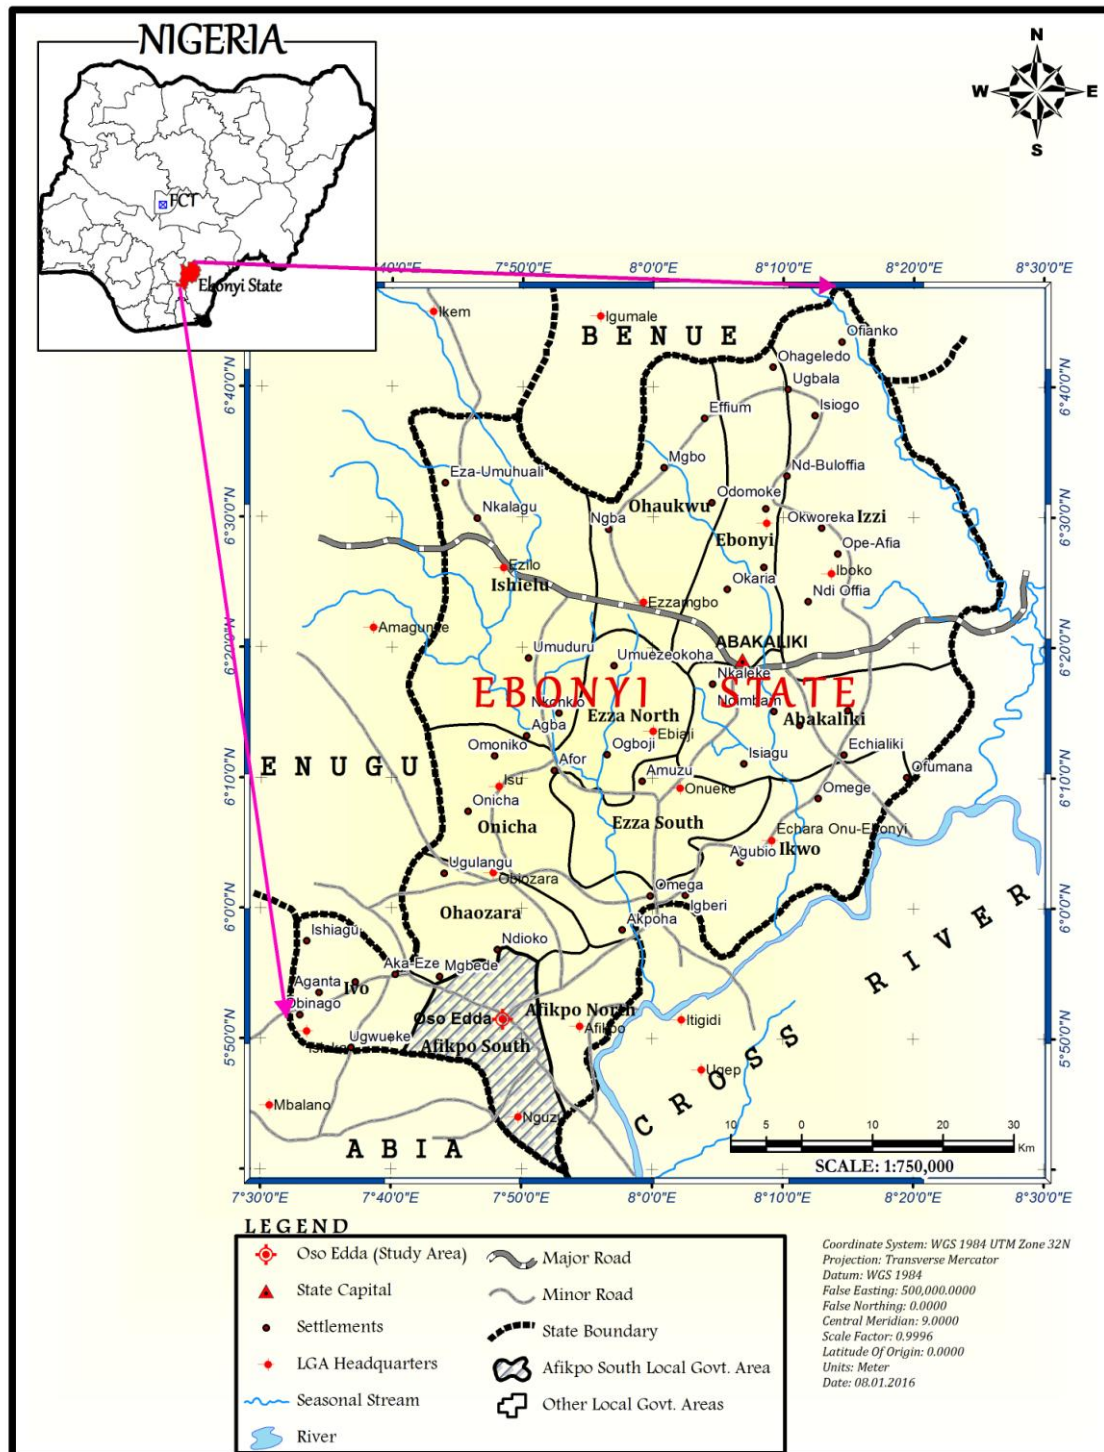 NIGERIA
FCT
Ebonyi State
N
W E
S
7°50'0"E 8°0'0"E 8°10'0"E 8°20'0"E 8°30'0"E
Ikem
Igumale
BENUE
Ofianko
Ohageledo
Ugbala
6°40'0"N 6°40'0"N
Effium
Isiogo
Mgbo
Nd-Buloffia
Eza-Umuhuali
Odomoke
Ohaukwu
Nkalagu
Ngba
Okworeka
Izzi
6°30'0"N 6°30'0"N
Ebonyi
Ope-Afia
Ezilo
Iboko
Ishielu
Okaria
Ndi Offia
Ezzamgbo
Amagunze
ABAKALIKI
6°20'0"N 6°20'0"N
Umuduru
Umuezeokoha
Nkaleke
EBONYI STATE
Nkonkio
Ndimbam
Ezza North
Abakaliki
Agba
Ebiaji
Omoniko
Ogboji
Echialiki
ENUGU
Afor
Isiagu
Ofumana
6°10'0"N 6°10'0"N
Isu
Amuzu
Onueke
Omege
Onicha
Onicha
Ezza South
Echara Onu-Ebonyi
Ikwo
Agubio
Ugulangu
Obiozara
Omega
Igberi
6°0'0"N 6°0'0"N
Ohaozara
Akpoha
Ishiagu
Ndioko
Aka-Eze
Mgbede
Aganta
Ivo
Obinago
Afikpo North
Oso Edda
Afikpo
Itigidi
Ugwueke
Afikpo South
5°50'0"N 5°50'0"N
Ugep
CROSS RIVER
Mbalano
Nguzu
ABIA
10 5 0 10 20 30
Km
SCALE: 1:750,000
7°30'0"E 7°40'0"E 7°50'0"E 8°0'0"E 8°10'0"E 8°20'0"E 8°30'0"E
LEGEND
Oso Edda (Study Area)
State Capital
Settlements
LGA Headquarters
Seasonal Stream
River
Major Road
Minor Road
State Boundary
Afikpo South Local Govt. Area
Other Local Govt. Areas
Coordinate System: WGS 1984 UTM Zone 32N
Projection: Transverse Mercator
Datum: WGS 1984
False Easting: 500,000.0000
False Northing: 0.0000
Central Meridian: 9.0000
Scale Factor: 0.9996
Latitude Of Origin: 0.0000
Units: Meter
Date: 08.01.2016